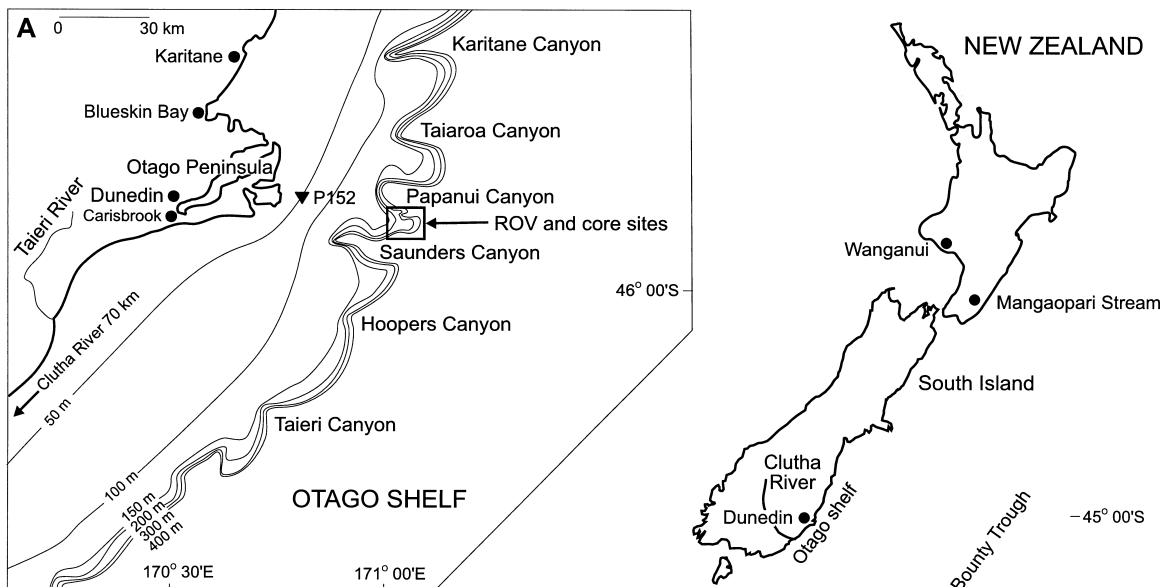 A
0 30 km
Karitane
Blueskin Bay
Otago Peninsula
Dunedin
Carisbrook
Taieri River
P152
Karitane Canyon
Taiaroa Canyon
Papanui Canyon
ROV and core sites
Saunders Canyon
46° 00'S
Hoopers Canyon
Clutha River 70 km
50 m
Taieri Canyon
100 m
150 m
200 m
300 m
400 m
OTAGO SHELF
170° 30'E
171° 00'E
NEW ZEALAND
Wanganui
Mangaopari Stream
South Island
Clutha
River
Dunedin
Otago shelf
Bounty Trough
45° 00'S